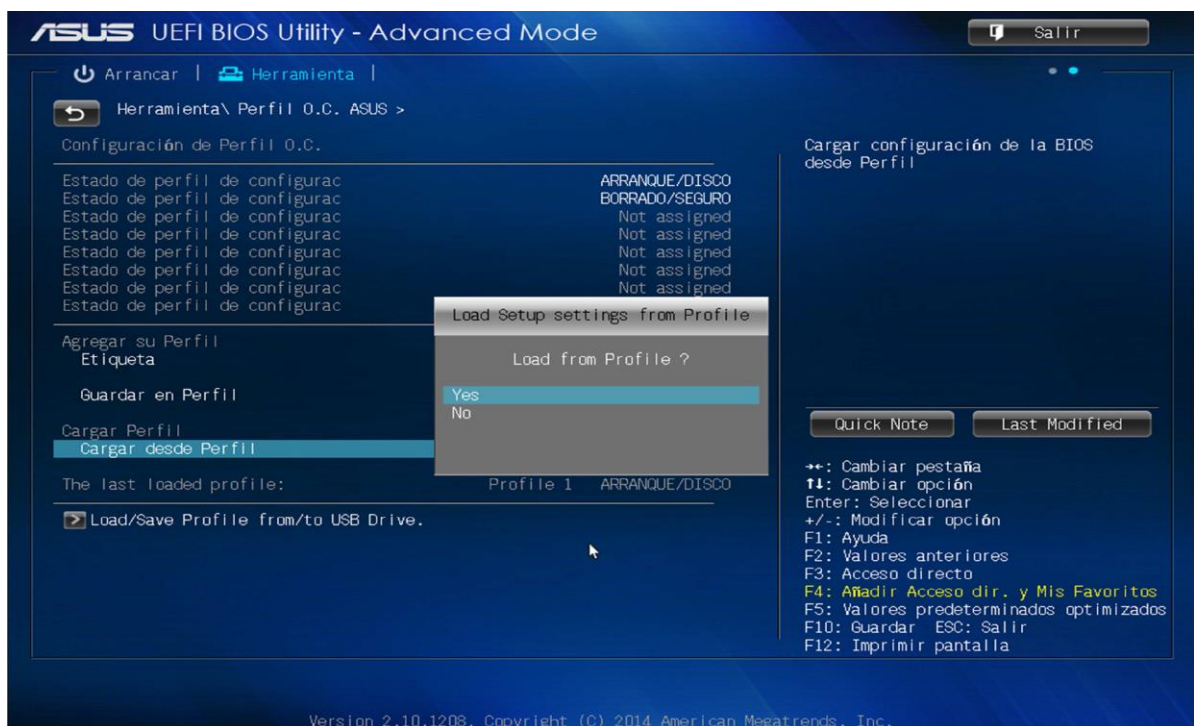 ASUS UEFI BIOS Utility - Advanced Mode
Salir
Arrancar | Herramienta |
Herramienta\ Perfil O.C. ASUS >
Configuración de Perfil O.C.
Estado de perfil de configurac ARRANQUE/DISCO
Estado de perfil de configurac BORRADO/SEGURO
Estado de perfil de configurac Not assigned
Estado de perfil de configurac Not assigned
Estado de perfil de configurac Not assigned
Estado de perfil de configurac Not assigned
Estado de perfil de configurac Not assigned
Estado de perfil de configurac
Agregar su Perfil
Etiqueta
Guardar en Perfil
Cargar Perfil
Cargar desde Perfil
The last loaded profile: Profile 1 ARRANQUE/DISCO
Load/Save Profile from/to USB Drive.
Load Setup settings from Profile
Load from Profile ?
Yes
No
Cargar configuración de la BIOS
desde Perfil
Quick Note
Last Modified
→←: Cambiar pestaña
↑↓: Cambiar opción
Enter: Seleccionar
+/-: Modificar opción
F1: Ayuda
F2: Valores anteriores
F3: Acceso directo
F4: Añadir Acceso dir. y Mis Favoritos
F5: Valores predeterminados optimizados
F10: Guardar ESC: Salir
F12: Imprimir pantalla
Version 2.10.1208. Copyright (C) 2014 American Megatrends, Inc.